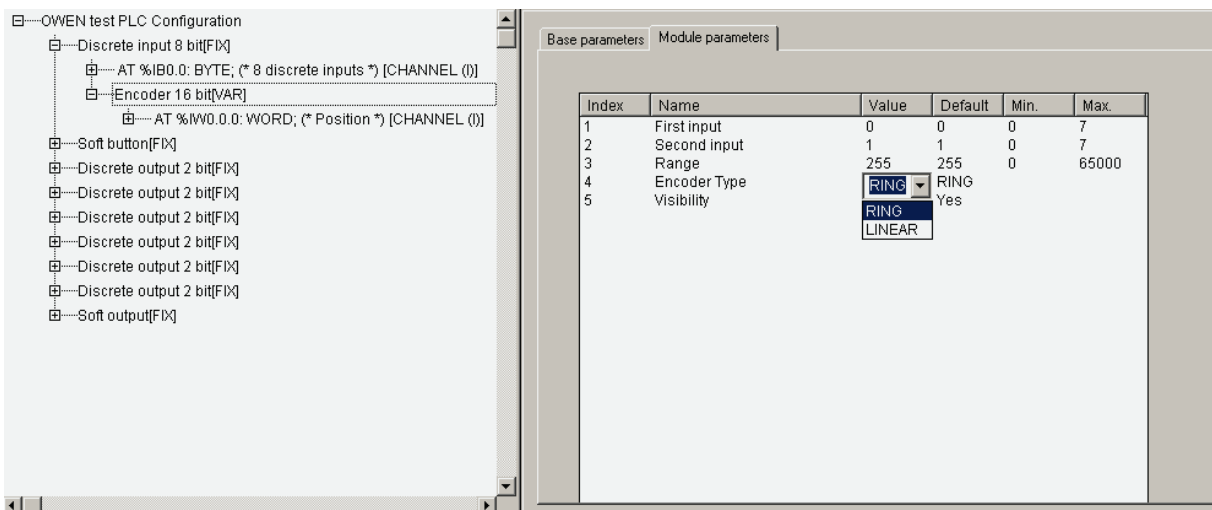 OWEN test PLC Configuration
Discrete input 8 bit[FIX]
AT %IB0.0: BYTE; (* 8 discrete inputs *) [CHANNEL (I)]
Encoder 16 bit[VAR]
AT %IW0.0.0: WORD; (* Position *) [CHANNEL (I)]
Soft button[FIX]
Discrete output 2 bit[FIX]
Discrete output 2 bit[FIX]
Discrete output 2 bit[FIX]
Discrete output 2 bit[FIX]
Discrete output 2 bit[FIX]
Discrete output 2 bit[FIX]
Soft output[FIX]
Base parameters Module parameters
Index Name Value Default Min. Max.
1 First input 0 0 0 7
2 Second input 1 1 0 7
3 Range 255 255 0 65000
4 Encoder Type RING RING
5 Visibility Yes
RING
LINEAR